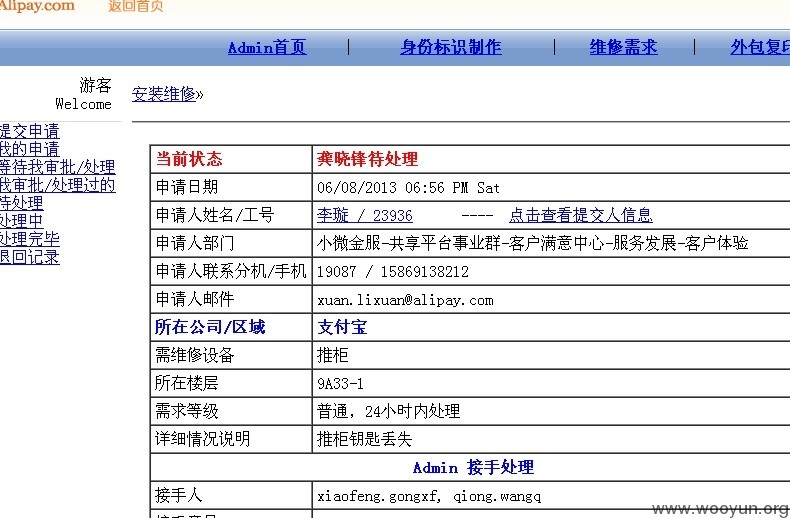 Alipay.com 返回首页
Admin首页 | 身份标识制作 | 维修需求 | 外包复印
游客
Welcome
安装维修»
提交申请
我的申请
等待我审批/处理
我审批/处理过的
待处理
处理中
处理完毕
退回记录
当前状态 龚晓锋待处理
申请日期 06/08/2013 06:56 PM Sat
申请人姓名/工号 李璇 / 23936 ---- 点击查看提交人信息
申请人部门 小微金服-共享平台事业群-客户满意中心-服务发展-客户体验
申请人联系分机/手机 19087 / 15869138212
申请人邮件 xuan.lixuan@alipay.com
所在公司/区域 支付宝
需维修设备 推柜
所在楼层 9A33-1
需求等级 普通, 24小时内处理
详细情况说明 推柜钥匙丢失
Admin 接手处理
接手人 xiaofeng.gongxf, qiong.wangq
www.wooyun.org